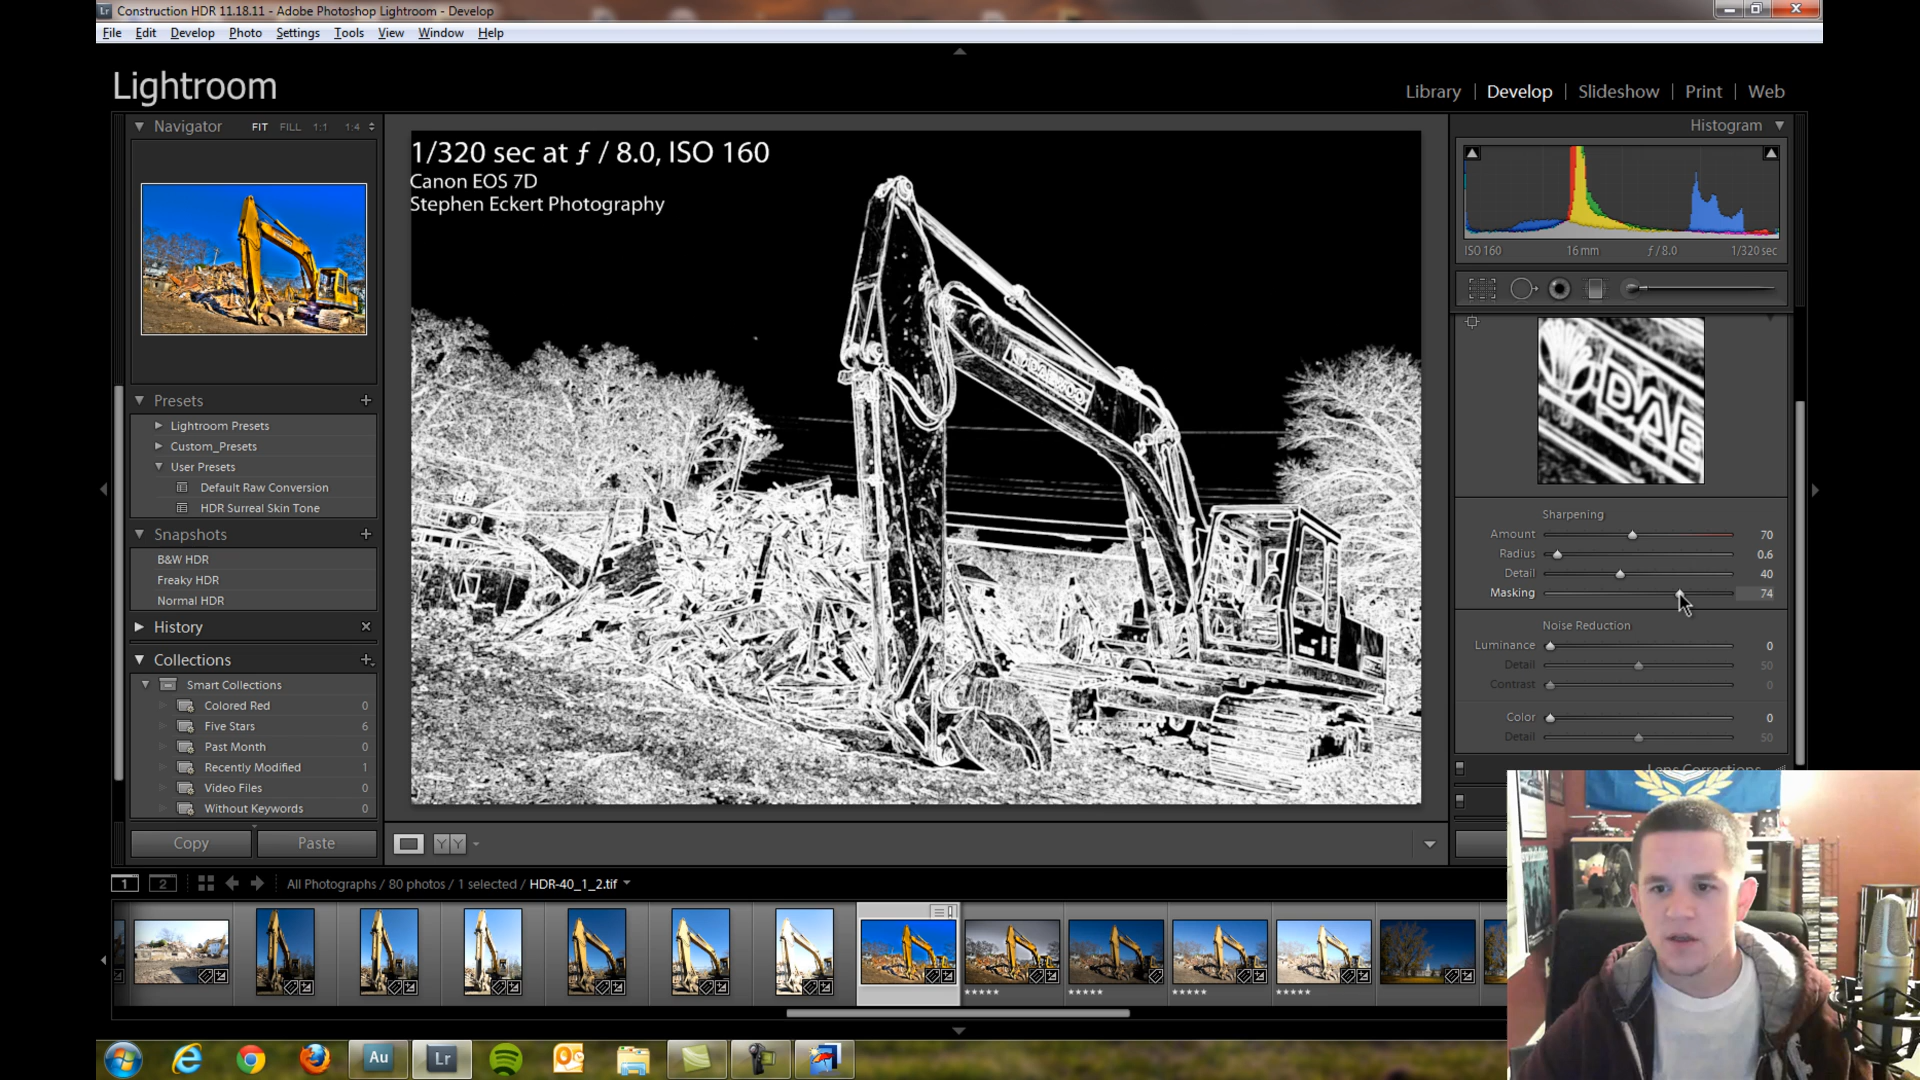 Lr Construction HDR 11.18.11 - Adobe Photoshop Lightroom - Develop
File Edit Develop Photo Settings Tools View Window Help
Lightroom
Library | Develop | Slideshow | Print | Web
Navigator FIT FILL 1:1 1:4
Histogram
1/320 sec at ƒ / 8.0, ISO 160
Canon EOS 7D
Stephen Eckert Photography
ISO 160 16mm ƒ/8.0 1/320 sec
DAE
DAEWOO
Presets +
Lightroom Presets
Custom_Presets
User Presets
Default Raw Conversion
HDR Surreal Skin Tone
Snapshots +
B&W HDR
Freaky HDR
Normal HDR
History ×
Collections +
Smart Collections
Colored Red 0
Five Stars 6
Past Month 0
Recently Modified 1
Video Files 0
Without Keywords 0
Copy Paste
Sharpening
Amount 70
Radius 0.6
Detail 40
Masking 74
Noise Reduction
Luminance 0
Detail 50
Contrast 0
Color 0
Detail 50
Lens Corrections
Y Y
1 2 All Photographs / 80 photos / 1 selected / HDR-40_1_2.tif
Au Lr